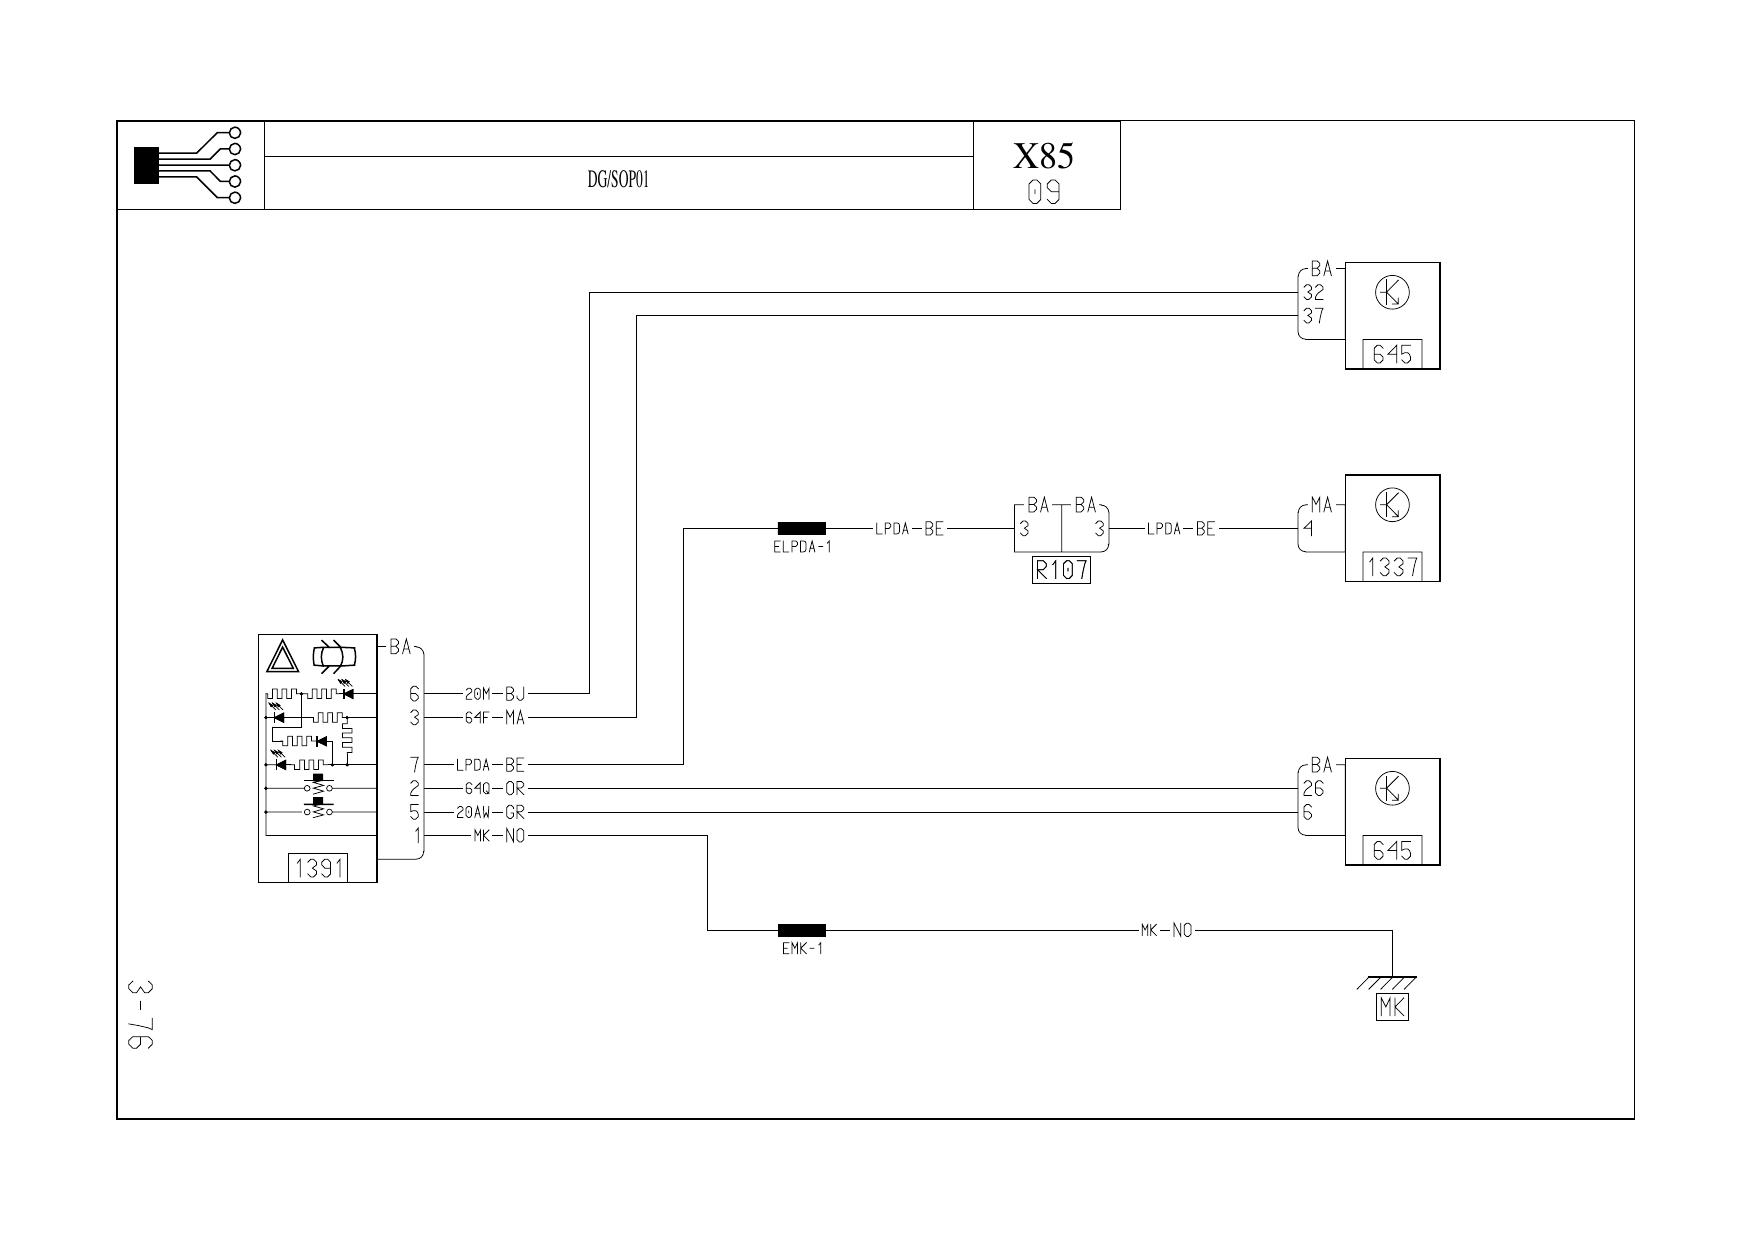 X85
DG/SOP01
09
BA
32
37
645
BA BA MA
ELPDA-1
LPDA-BE
3 3
LPDA-BE
4
R107
1337
BA
6 20M-BJ
3 64F-MA
7 LPDA-BE
2 64Q-OR
5 20AW-GR
1 MK-NO
1391
BA
26
6
645
EMK-1
MK-NO
MK
3-76